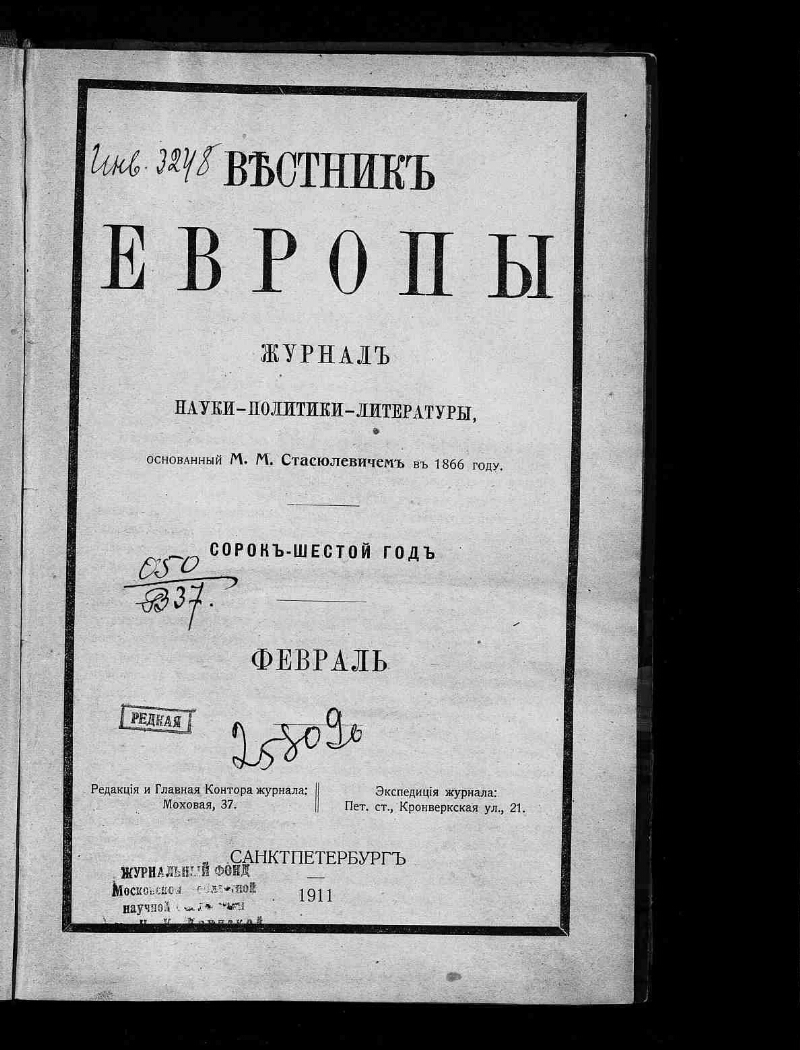 Инв. 3248
ВѢСТНИКЪ
ЕВРОПЫ
ЖУРНАЛЪ
НАУКИ-ПОЛИТИКИ-ЛИТЕРАТУРЫ,
основанный М. М. Стасюлевичемъ въ 1866 году.
СОРОКЪ-ШЕСТОЙ ГОДЪ
050
В37.
ФЕВРАЛЬ
РЕДКАЯ
Редакція и Главная Контора журнала:
Моховая, 37.
Экспедиція журнала:
Пет. ст., Кронверкская ул., 21.
САНКТПЕТЕРБУРГЪ
1911
ЖУРНАЛЬНЫЙ ФОНД
Московской
научной